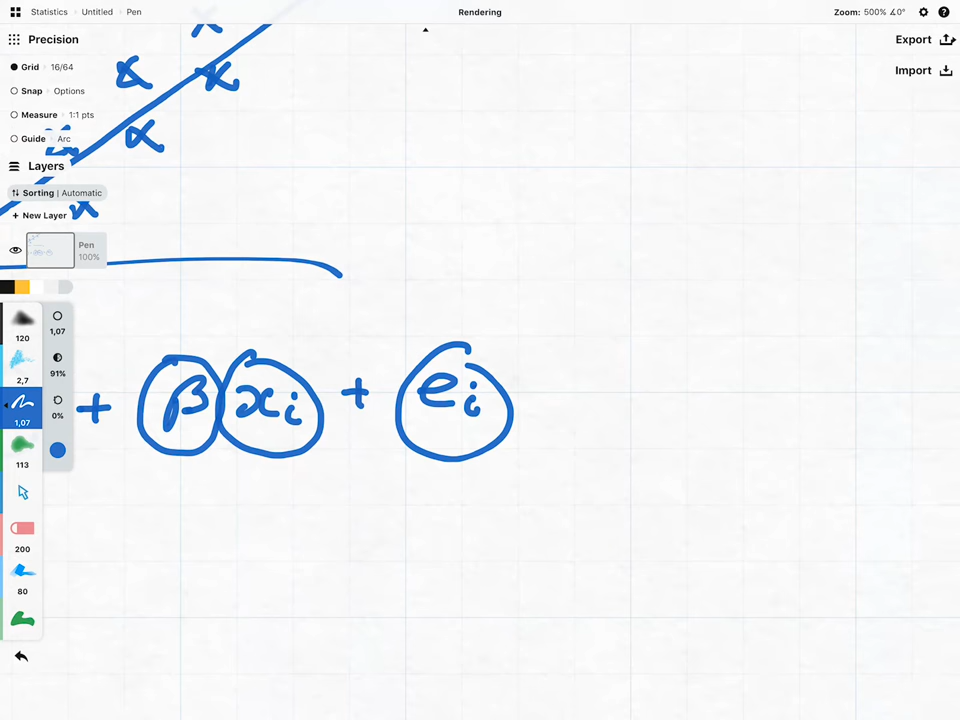 Statistics Untitled Pen Rendering Zoom: 500% ∠0°
Precision Export
Grid 16/64 Import
Snap Options
Measure 1:1 pts
Guide Arc
Layers
Sorting | Automatic
+ New Layer
Pen
100%
120
1,07
2,7
91%
1,07
0%
113
200
80
+ β xi + ei